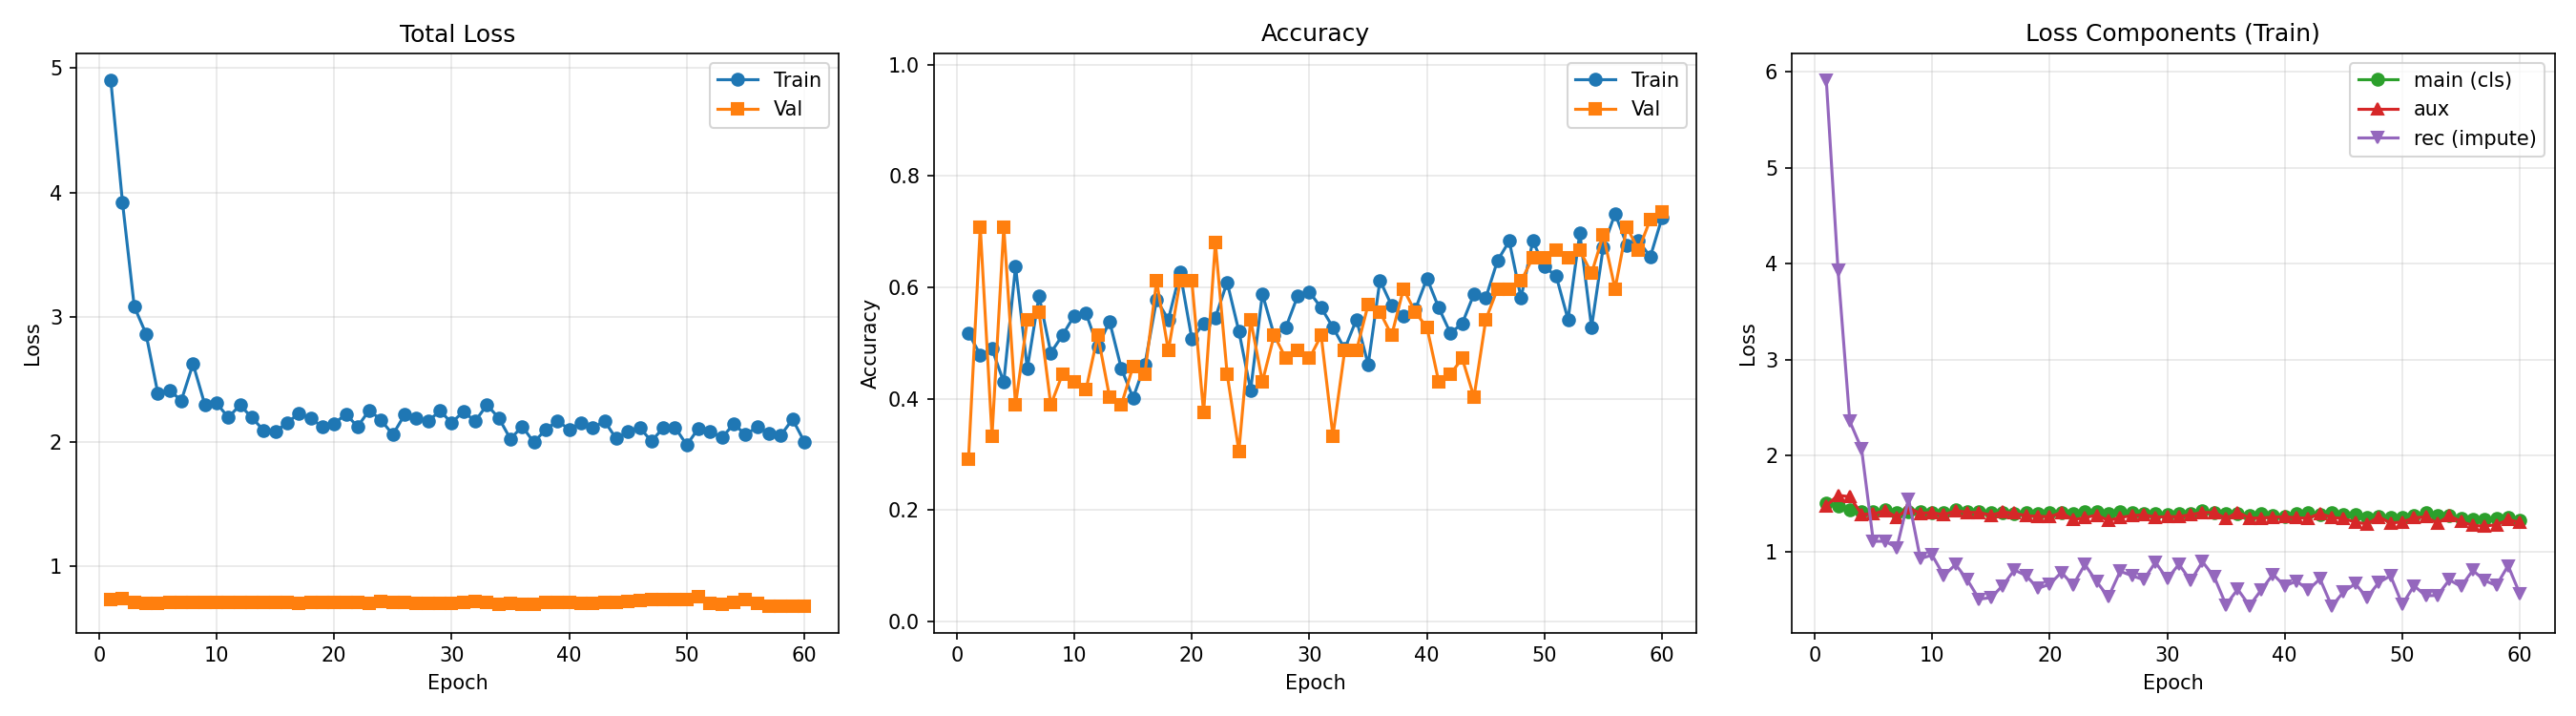 Total Loss
Loss
5
4
3
2
1
0 10 20 30 40 50 60
Epoch
Train
Val
Accuracy
Accuracy
1.0
0.8
0.6
0.4
0.2
0.0
0 10 20 30 40 50 60
Epoch
Train
Val
Loss Components (Train)
Loss
6
5
4
3
2
1
0 10 20 30 40 50 60
Epoch
main (cls)
aux
rec (impute)